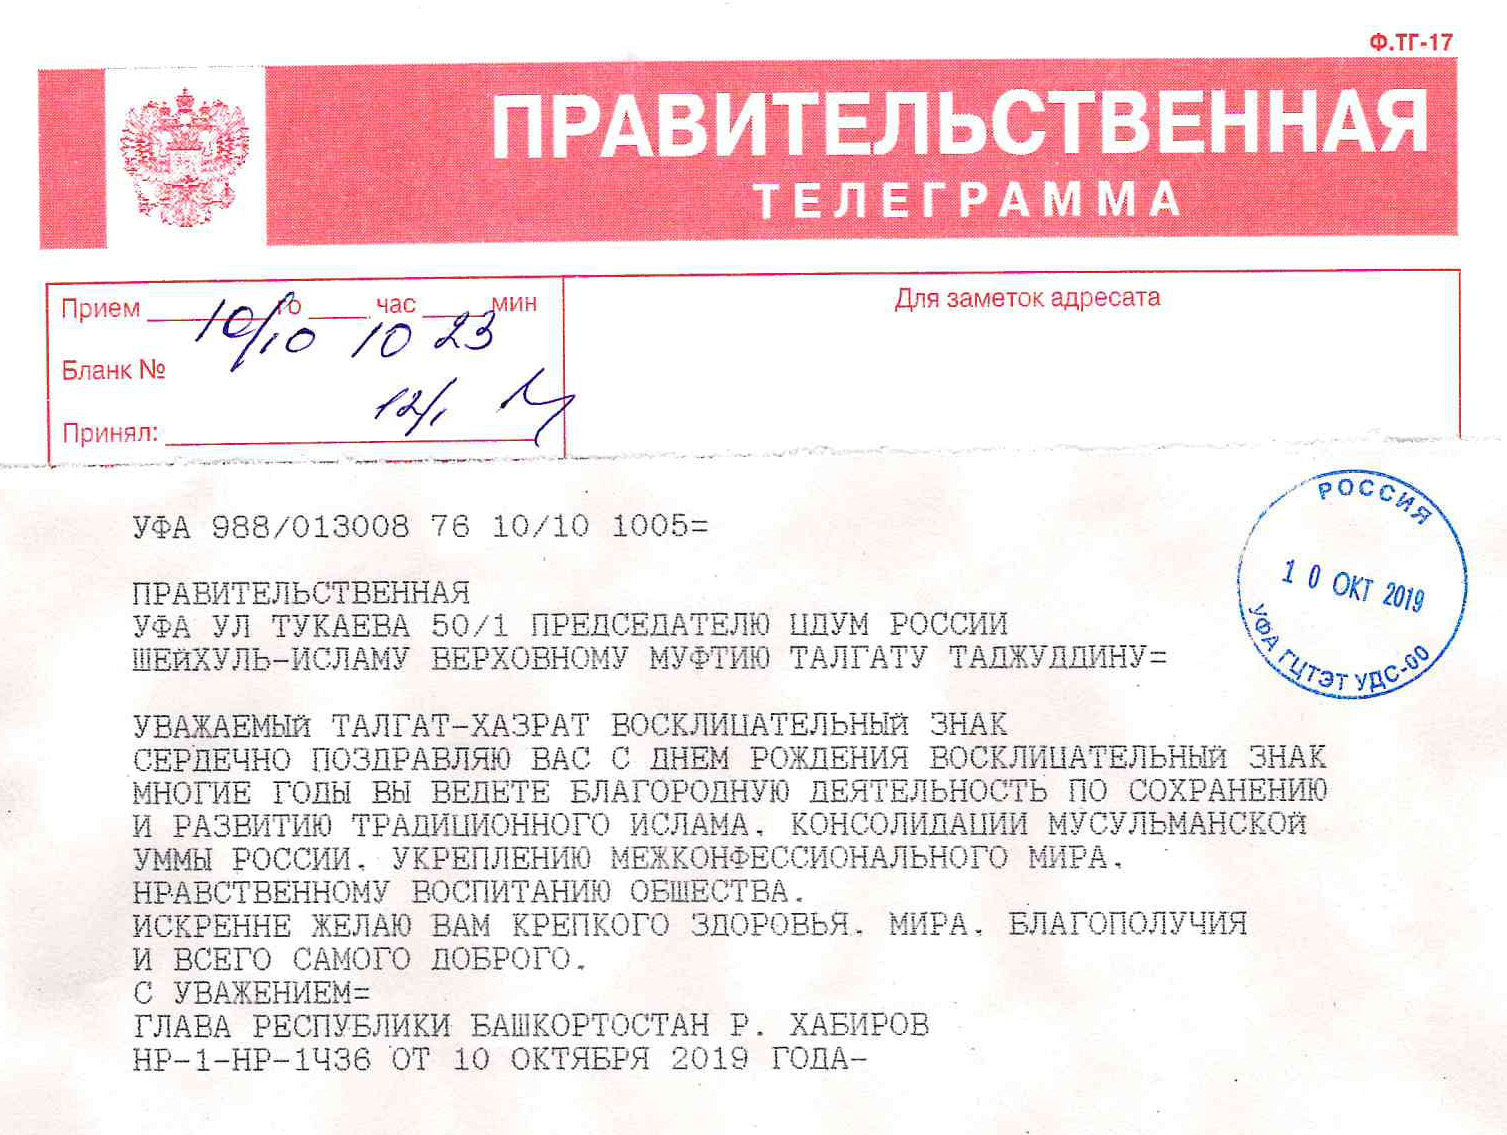 Ф.ТГ-17
ПРАВИТЕЛЬСТВЕННАЯ
ТЕЛЕГРАММА
Прием го час мин
10/10 10 23
Бланк №
12/1
Принял:
Для заметок адресата
РОССИЯ
10 ОКТ 2019
УФА ГЦТЭТ УДС-00
УФА 988/013008 76 10/10 1005=
ПРАВИТЕЛЬСТВЕННАЯ
УФА УЛ ТУКАЕВА 50/1 ПРЕДСЕДАТЕЛЮ ЦДУМ РОССИИ
ШЕЙХУЛЬ-ИСЛАМУ ВЕРХОВНОМУ МУФТИЮ ТАЛГАТУ ТАДЖУДДИНУ=
УВАЖАЕМЫЙ ТАЛГАТ-ХАЗРАТ ВОСКЛИЦАТЕЛЬНЫЙ ЗНАК
СЕРДЕЧНО ПОЗДРАВЛЯЮ ВАС С ДНЕМ РОЖДЕНИЯ ВОСКЛИЦАТЕЛЬНЫЙ ЗНАК
МНОГИЕ ГОДЫ ВЫ ВЕДЕТЕ БЛАГОРОДНУЮ ДЕЯТЕЛЬНОСТЬ ПО СОХРАНЕНИЮ
И РАЗВИТИЮ ТРАДИЦИОННОГО ИСЛАМА, КОНСОЛИДАЦИИ МУСУЛЬМАНСКОЙ
УММЫ РОССИИ, УКРЕПЛЕНИЮ МЕЖКОНФЕССИОНАЛЬНОГО МИРА,
НРАВСТВЕННОМУ ВОСПИТАНИЮ ОБЩЕСТВА.
ИСКРЕННЕ ЖЕЛАЮ ВАМ КРЕПКОГО ЗДОРОВЬЯ, МИРА, БЛАГОПОЛУЧИЯ
И ВСЕГО САМОГО ДОБРОГО.
С УВАЖЕНИЕМ=
ГЛАВА РЕСПУБЛИКИ БАШКОРТОСТАН Р. ХАБИРОВ
НР-1-НР-1436 ОТ 10 ОКТЯБРЯ 2019 ГОДА-